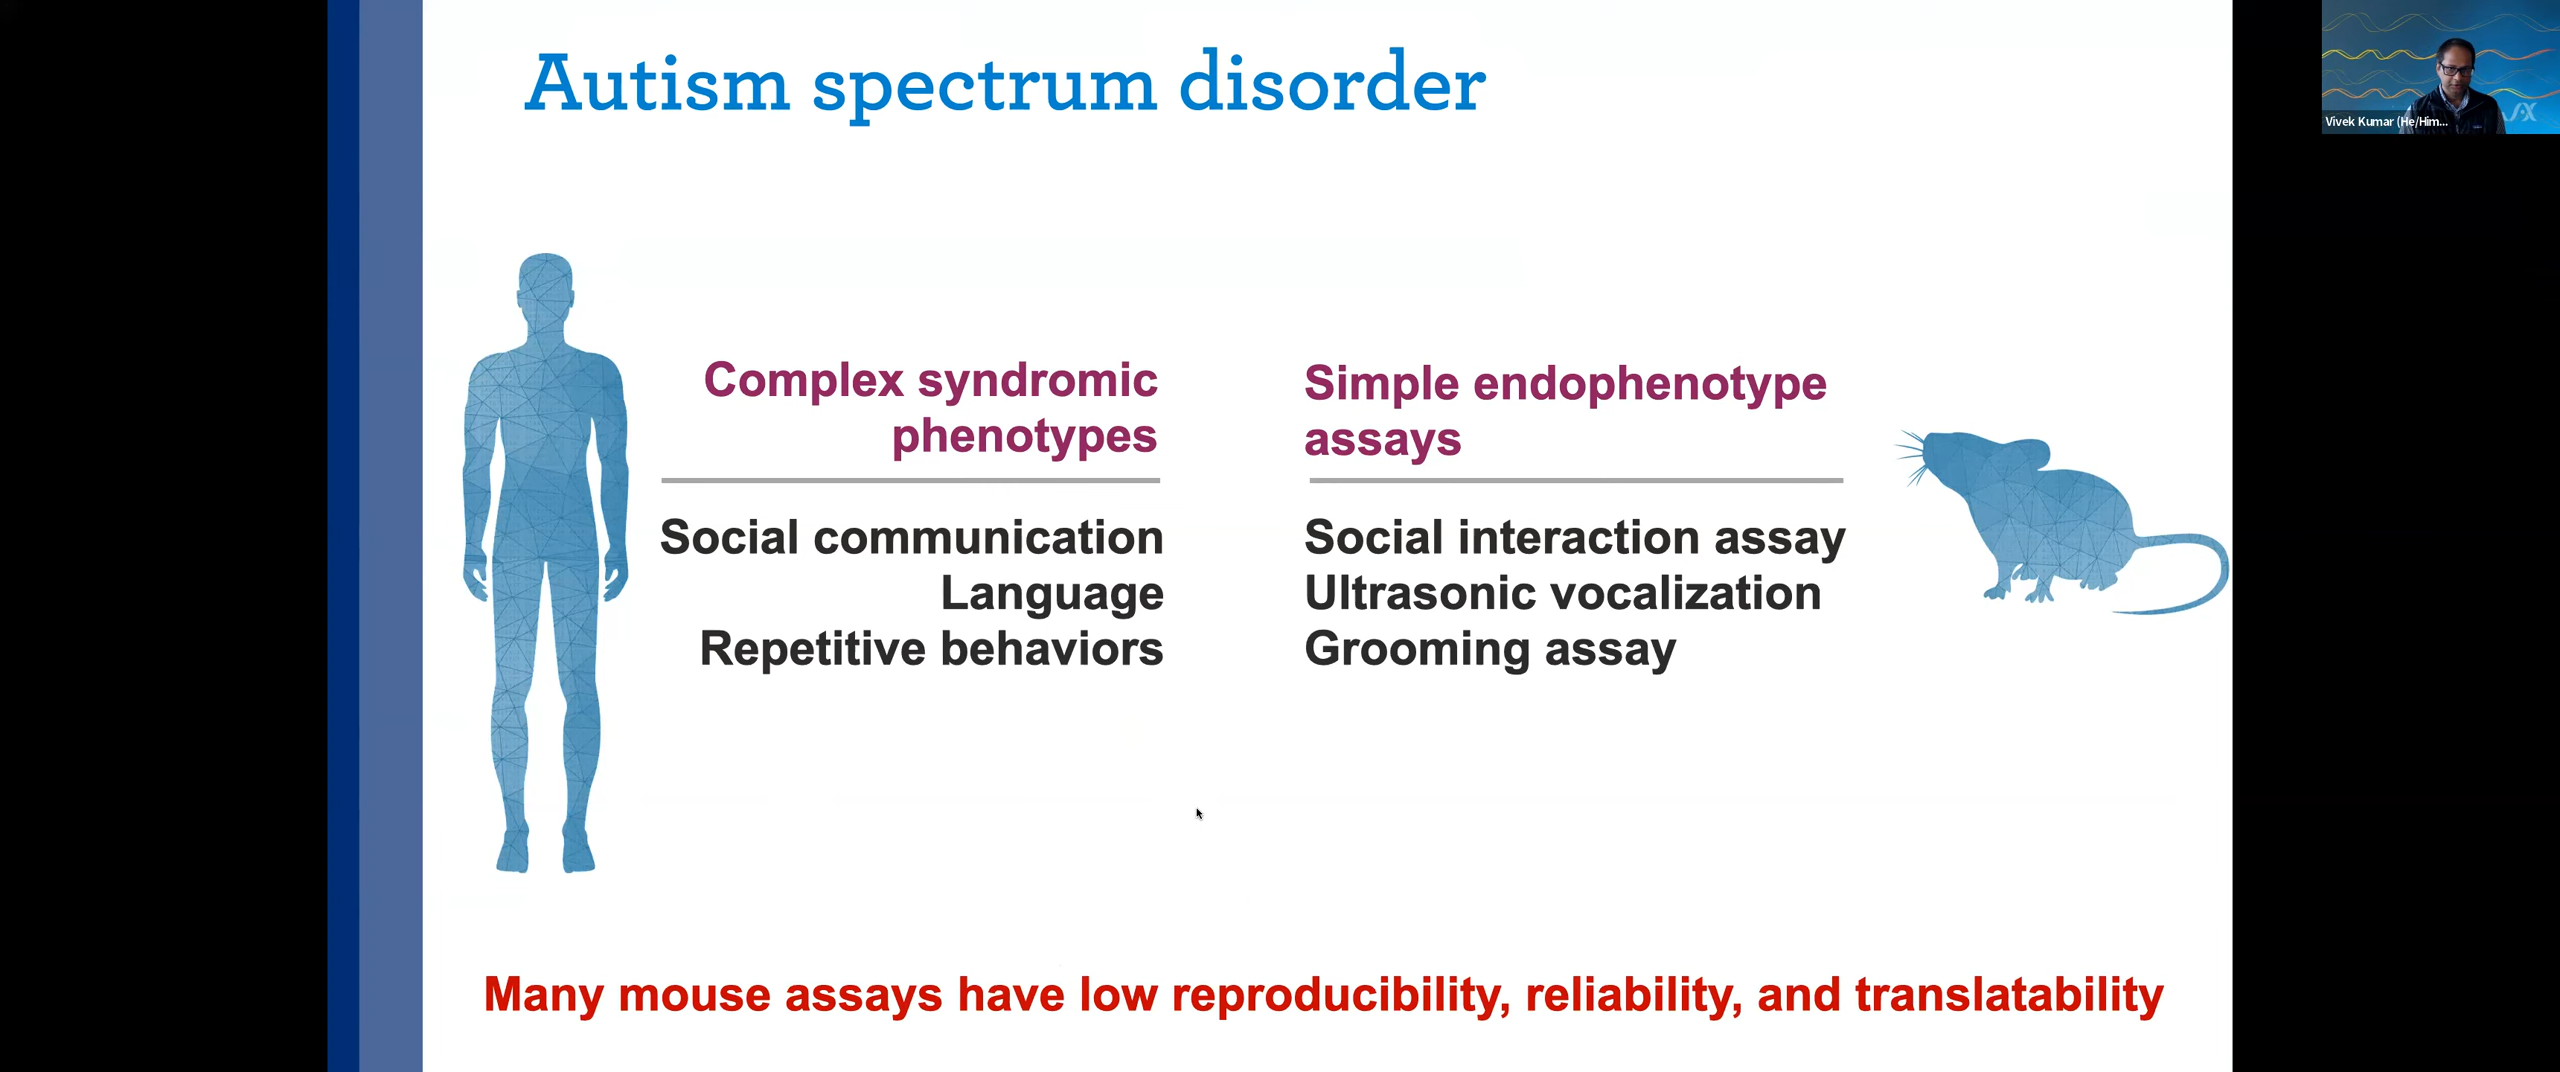 Autism spectrum disorder
Vivek Kumar (He/Him...
Complex syndromic
phenotypes
Social communication
Language
Repetitive behaviors
Simple endophenotype
assays
Social interaction assay
Ultrasonic vocalization
Grooming assay
Many mouse assays have low reproducibility, reliability, and translatability